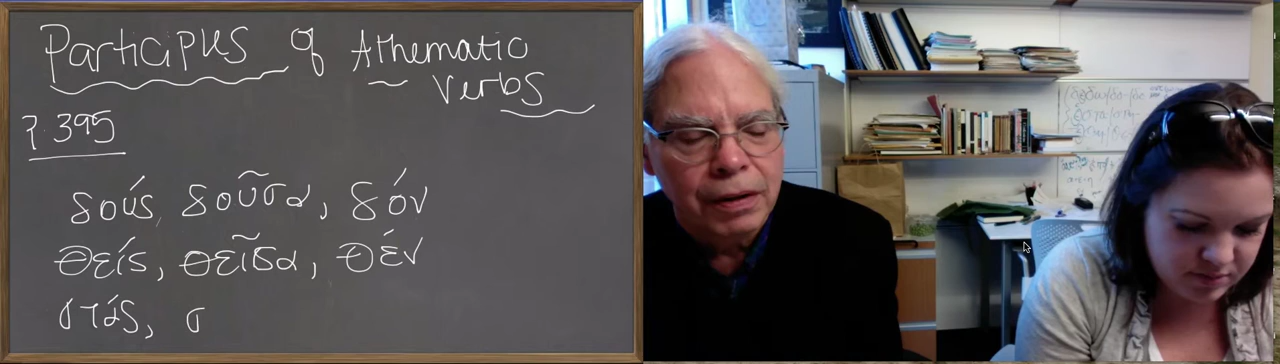 Participles of Athematic
Verbs
p. 395
δούς, δοῦσα, δόν
θείς, θεῖσα, θέν
στάς, σ